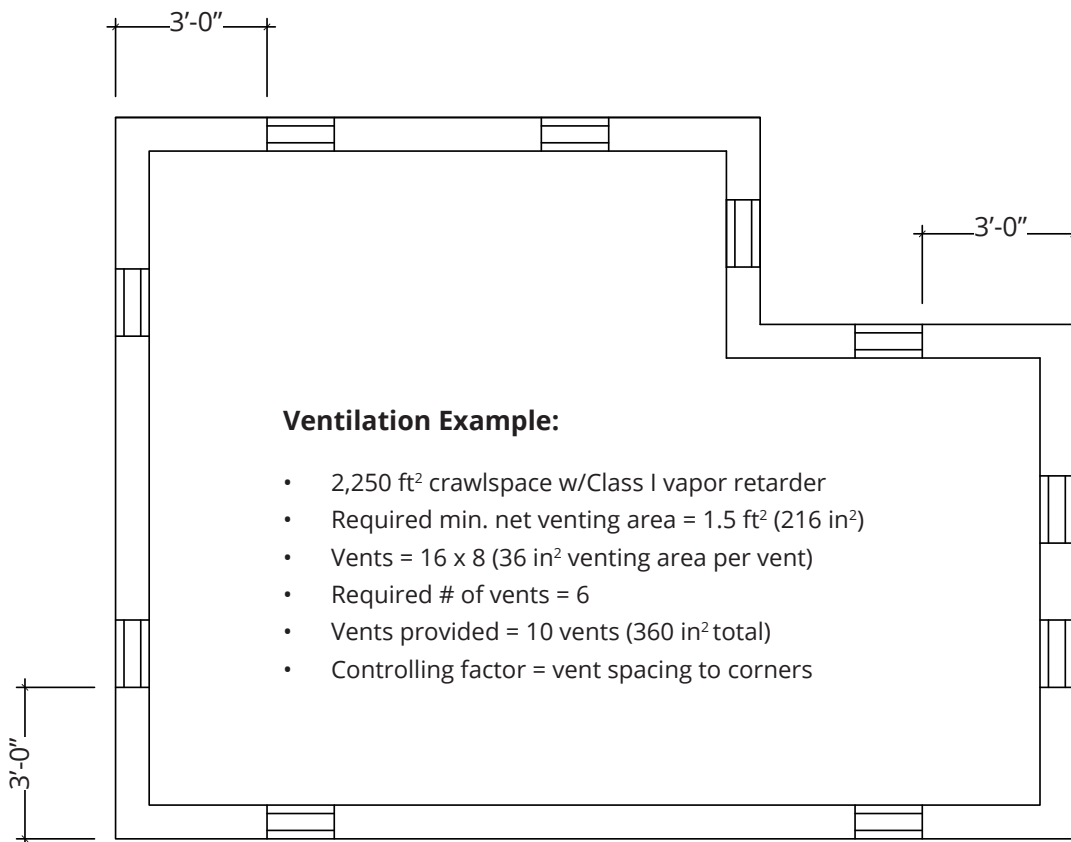 3’-0”
3’-0”
Ventilation Example:
• 2,250 ft² crawlspace w/Class I vapor retarder
• Required min. net venting area = 1.5 ft² (216 in²)
• Vents = 16 x 8 (36 in² venting area per vent)
• Required # of vents = 6
• Vents provided = 10 vents (360 in² total)
• Controlling factor = vent spacing to corners
3’-0”